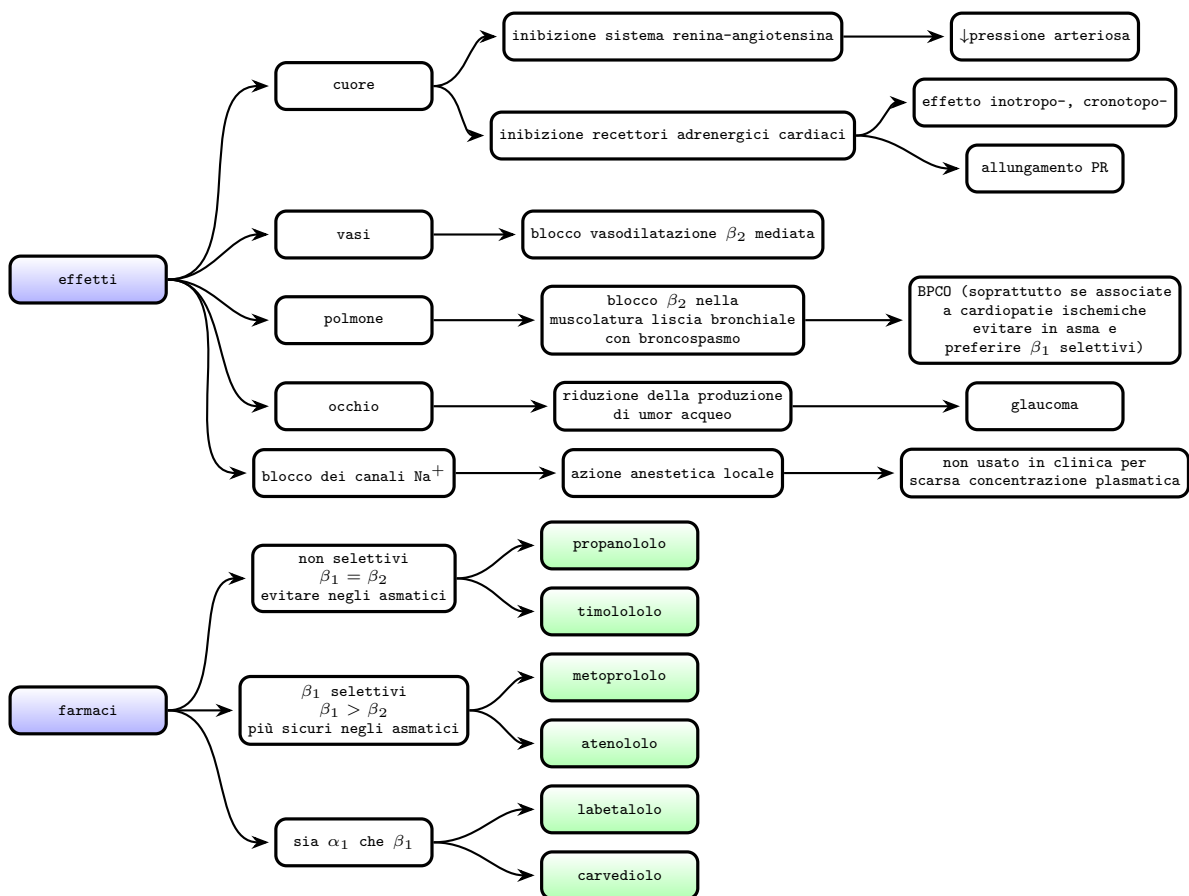 effetti
cuore
inibizione sistema renina-angiotensina
↓pressione arteriosa
inibizione recettori adrenergici cardiaci
effetto inotropo-, cronotopo-
allungamento PR
vasi
blocco vasodilatazione β₂ mediata
polmone
blocco β₂ nella
muscolatura liscia bronchiale
con broncospasmo
BPCO (soprattutto se associate
a cardiopatie ischemiche
evitare in asma e
preferire β₁ selettivi)
occhio
riduzione della produzione
di umor acqueo
glaucoma
blocco dei canali Na⁺
azione anestetica locale
non usato in clinica per
scarsa concentrazione plasmatica
farmaci
non selettivi
β₁ = β₂
evitare negli asmatici
propanololo
timolololo
β₁ selettivi
β₁ > β₂
più sicuri negli asmatici
metoprololo
atenololo
sia α₁ che β₁
labetalolo
carvediolo